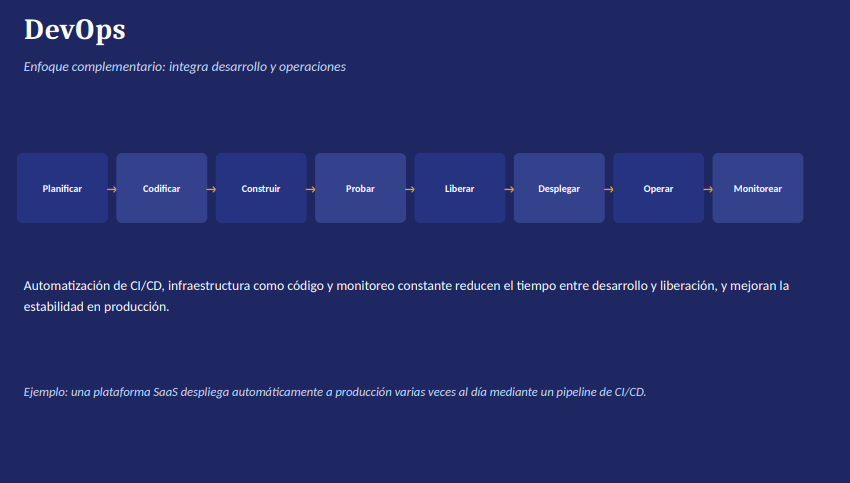 DevOps
Enfoque complementario: integra desarrollo y operaciones
Planificar → Codificar → Construir → Probar → Liberar → Desplegar → Operar → Monitorear
Automatización de CI/CD, infraestructura como código y monitoreo constante reducen el tiempo entre desarrollo y liberación, y mejoran la
estabilidad en producción.
Ejemplo: una plataforma SaaS despliega automáticamente a producción varias veces al día mediante un pipeline de CI/CD.